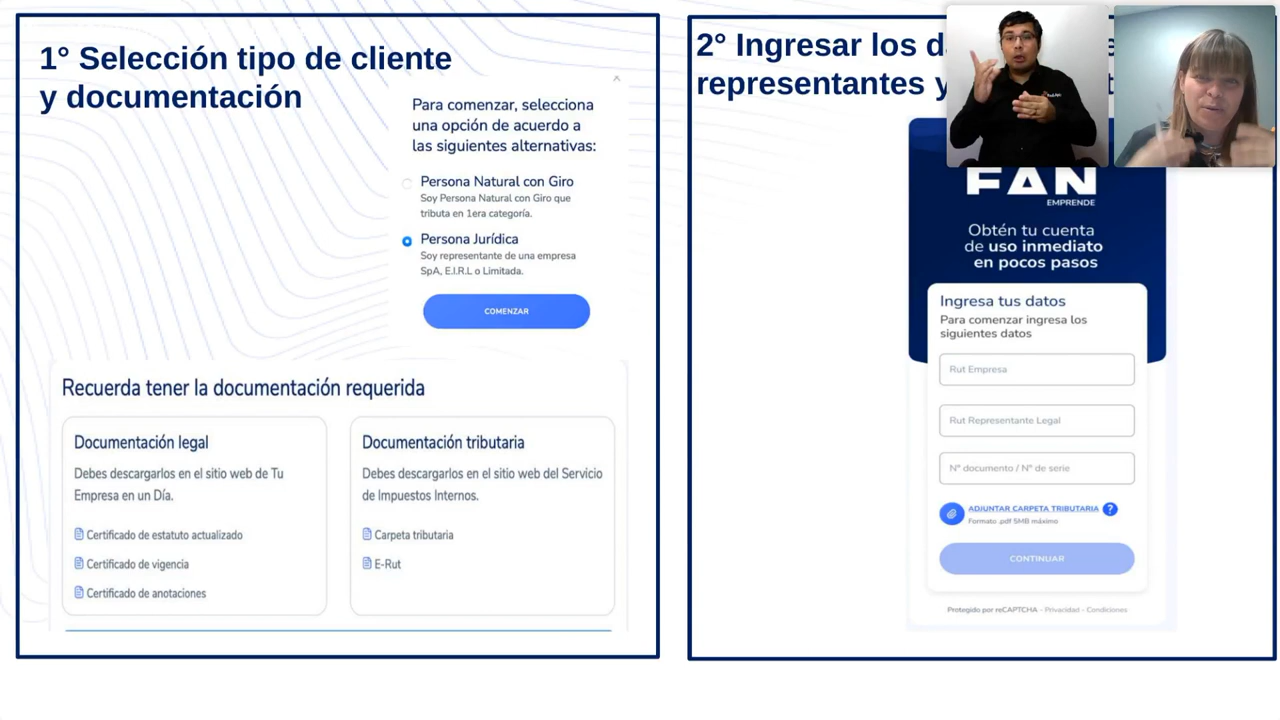 1° Selección tipo de cliente
y documentación
Para comenzar, selecciona
una opción de acuerdo a
las siguientes alternativas:
Persona Natural con Giro
Soy Persona Natural con Giro que
tributa en 1era categoría.
Persona Jurídica
Soy representante de una empresa
SpA, E.I.R.L o Limitada.
COMENZAR
Recuerda tener la documentación requerida
Documentación legal
Debes descargarlos en el sitio web de Tu
Empresa en un Día.
Certificado de estatuto actualizado
Certificado de vigencia
Certificado de anotaciones
Documentación tributaria
Debes descargarlos en el sitio web del Servicio
de Impuestos Internos.
Carpeta tributaria
E-Rut
2° Ingresar los
representantes y
FAN
EMPRENDE
Obtén tu cuenta
de uso inmediato
en pocos pasos
Ingresa tus datos
Para comenzar ingresa los
siguientes datos
Rut Empresa
Rut Representante Legal
Nº documento / Nº de serie
ADJUNTAR CARPETA TRIBUTARIA ?
Formato .pdf 5MB máximo
CONTINUAR
Protegido por reCAPTCHA - Privacidad - Condiciones